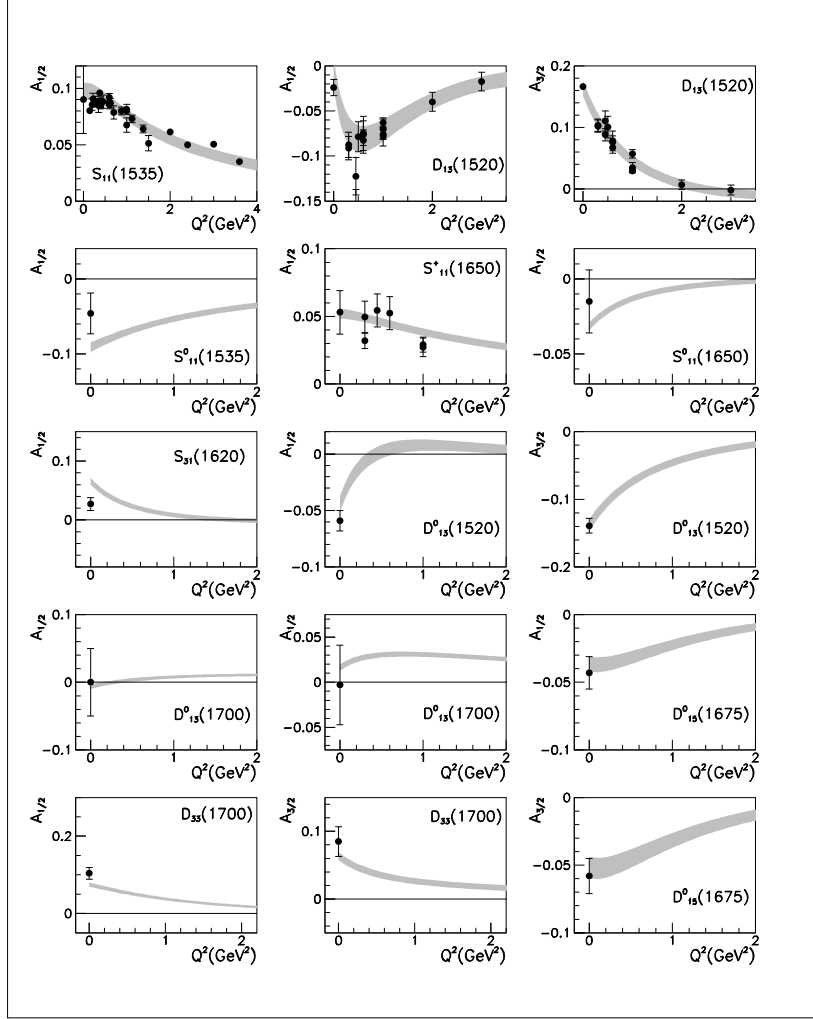 A1/2
0.1
0.05
0
0 2 4
S11(1535)
Q²(GeV²)
A1/2
0
−0.05
−0.1
−0.15
0 2
D13(1520)
Q²(GeV²)
A3/2
0.2
0.1
0
0 2
D13(1520)
Q²(GeV²)
A1/2
0
−0.1
0 1 2
S⁰11(1535)
Q²(GeV²)
A1/2
0.1
0.05
0
0 1 2
S⁺11(1650)
Q²(GeV²)
A1/2
0
−0.05
0 1 2
S⁰11(1650)
Q²(GeV²)
A1/2
0.1
0
0 1 2
S31(1620)
Q²(GeV²)
A1/2
0
−0.05
−0.1
0 1 2
D⁰13(1520)
Q²(GeV²)
A3/2
0
−0.1
−0.2
0 1 2
D⁰13(1520)
Q²(GeV²)
A1/2
0.1
0
−0.1
0 1 2
D⁰13(1700)
Q²(GeV²)
A3/2
0.05
0
−0.05
0 1 2
D⁰13(1700)
Q²(GeV²)
A1/2
0
−0.05
−0.1
0 1 2
D⁰15(1675)
Q²(GeV²)
A1/2
0.2
0
0 1 2
D33(1700)
Q²(GeV²)
A3/2
0.1
0
0 1 2
D33(1700)
Q²(GeV²)
A3/2
0
−0.05
−0.1
0 1 2
D⁰15(1675)
Q²(GeV²)